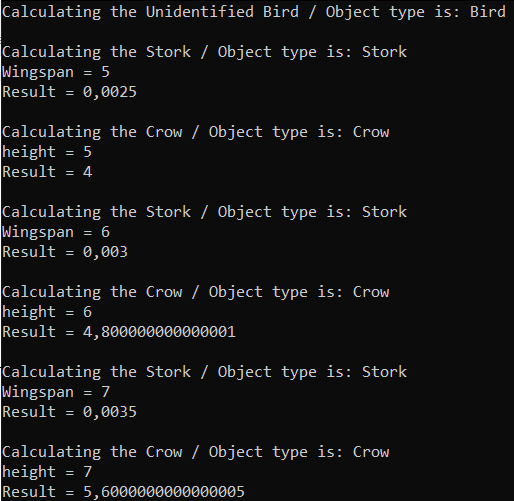 Calculating the Unidentified Bird / Object type is: Bird
Calculating the Stork / Object type is: Stork
Wingspan = 5
Result = 0,0025
Calculating the Crow / Object type is: Crow
height = 5
Result = 4
Calculating the Stork / Object type is: Stork
Wingspan = 6
Result = 0,003
Calculating the Crow / Object type is: Crow
height = 6
Result = 4,800000000000001
Calculating the Stork / Object type is: Stork
Wingspan = 7
Result = 0,0035
Calculating the Crow / Object type is: Crow
height = 7
Result = 5,6000000000000005